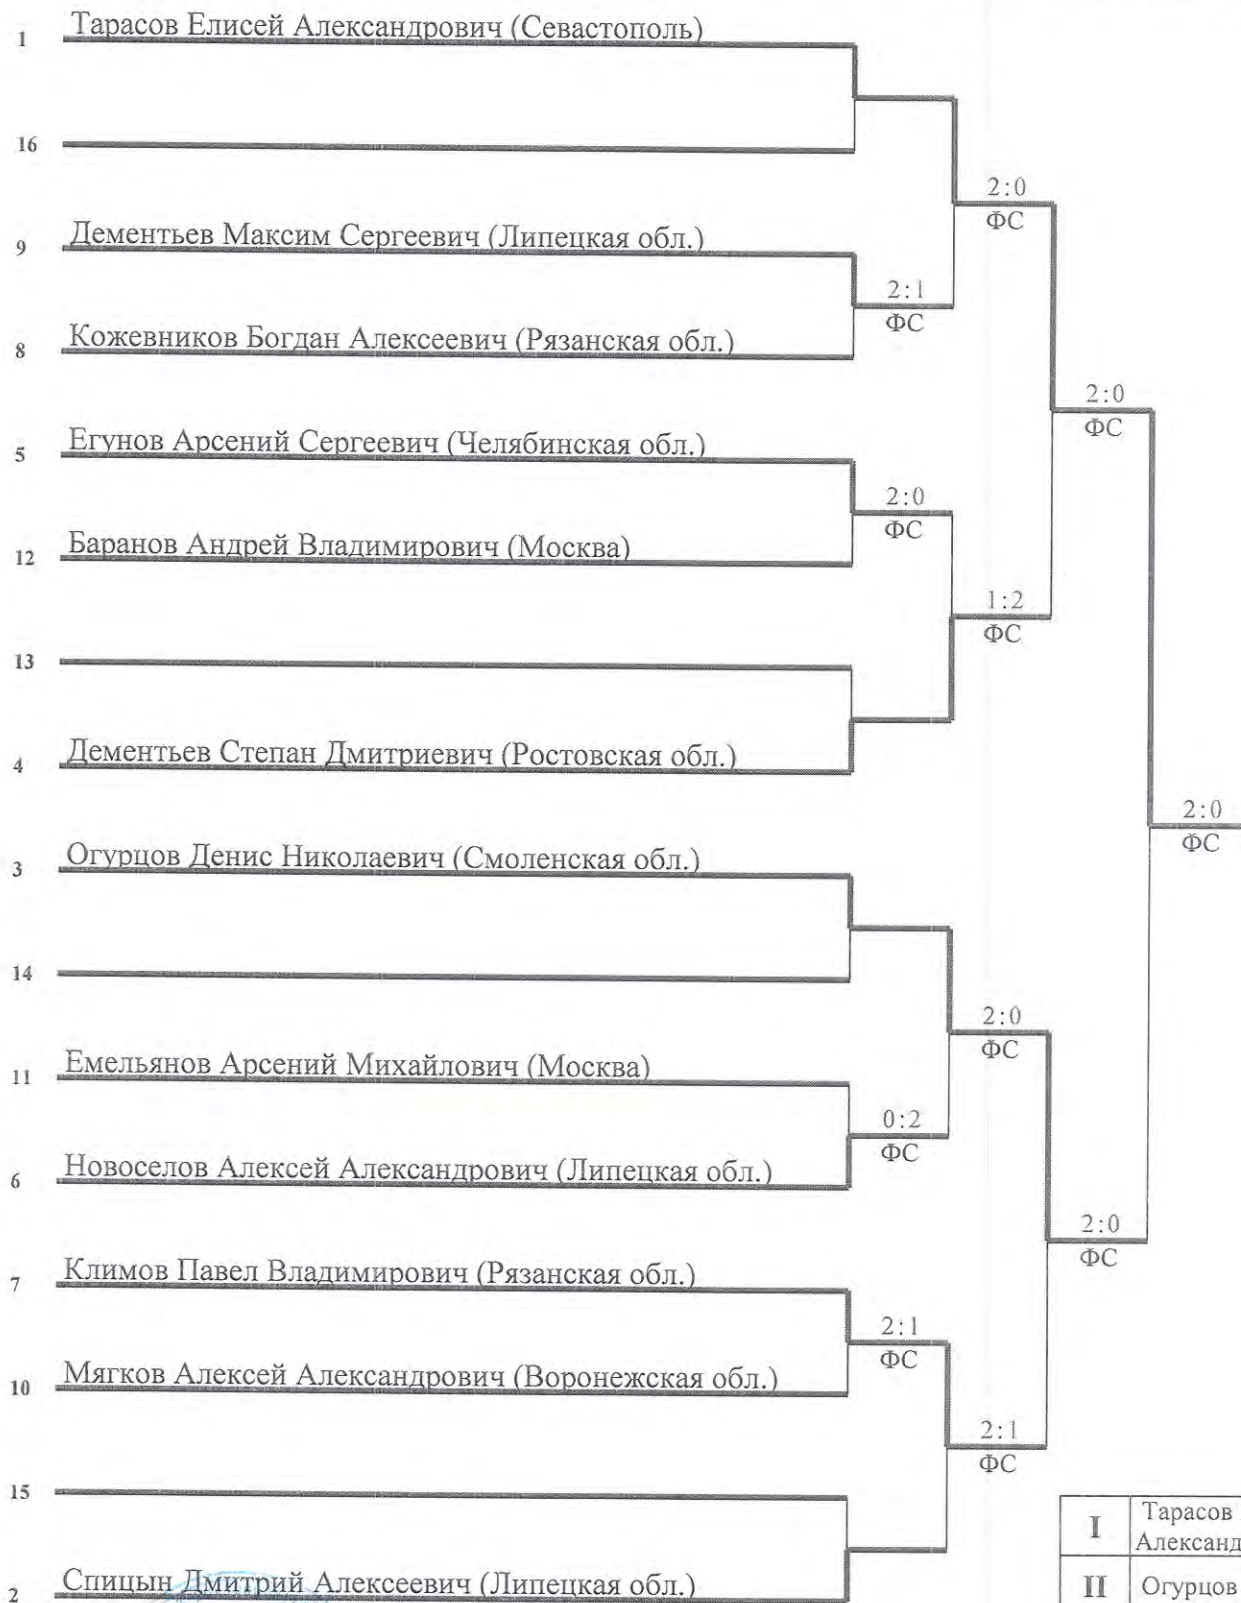 1 Тарасов Елисей Александрович (Севастополь)
16
2:0
ФС
9 Дементьев Максим Сергеевич (Липецкая обл.)
2:1
ФС
8 Кожевников Богдан Алексеевич (Рязанская обл.)
2:0
ФС
5 Егунов Арсений Сергеевич (Челябинская обл.)
2:0
ФС
12 Баранов Андрей Владимирович (Москва)
1:2
ФС
13
4 Дементьев Степан Дмитриевич (Ростовская обл.)
2:0
ФС
3 Огурцов Денис Николаевич (Смоленская обл.)
14
2:0
ФС
11 Емельянов Арсений Михайлович (Москва)
0:2
ФС
6 Новоселов Алексей Александрович (Липецкая обл.)
2:0
ФС
7 Климов Павел Владимирович (Рязанская обл.)
2:1
ФС
10 Мягков Алексей Александрович (Воронежская обл.)
2:1
ФС
15
I Тарасов
Александ
2 Спицын Дмитрий Алексеевич (Липецкая обл.)
II Огурцов